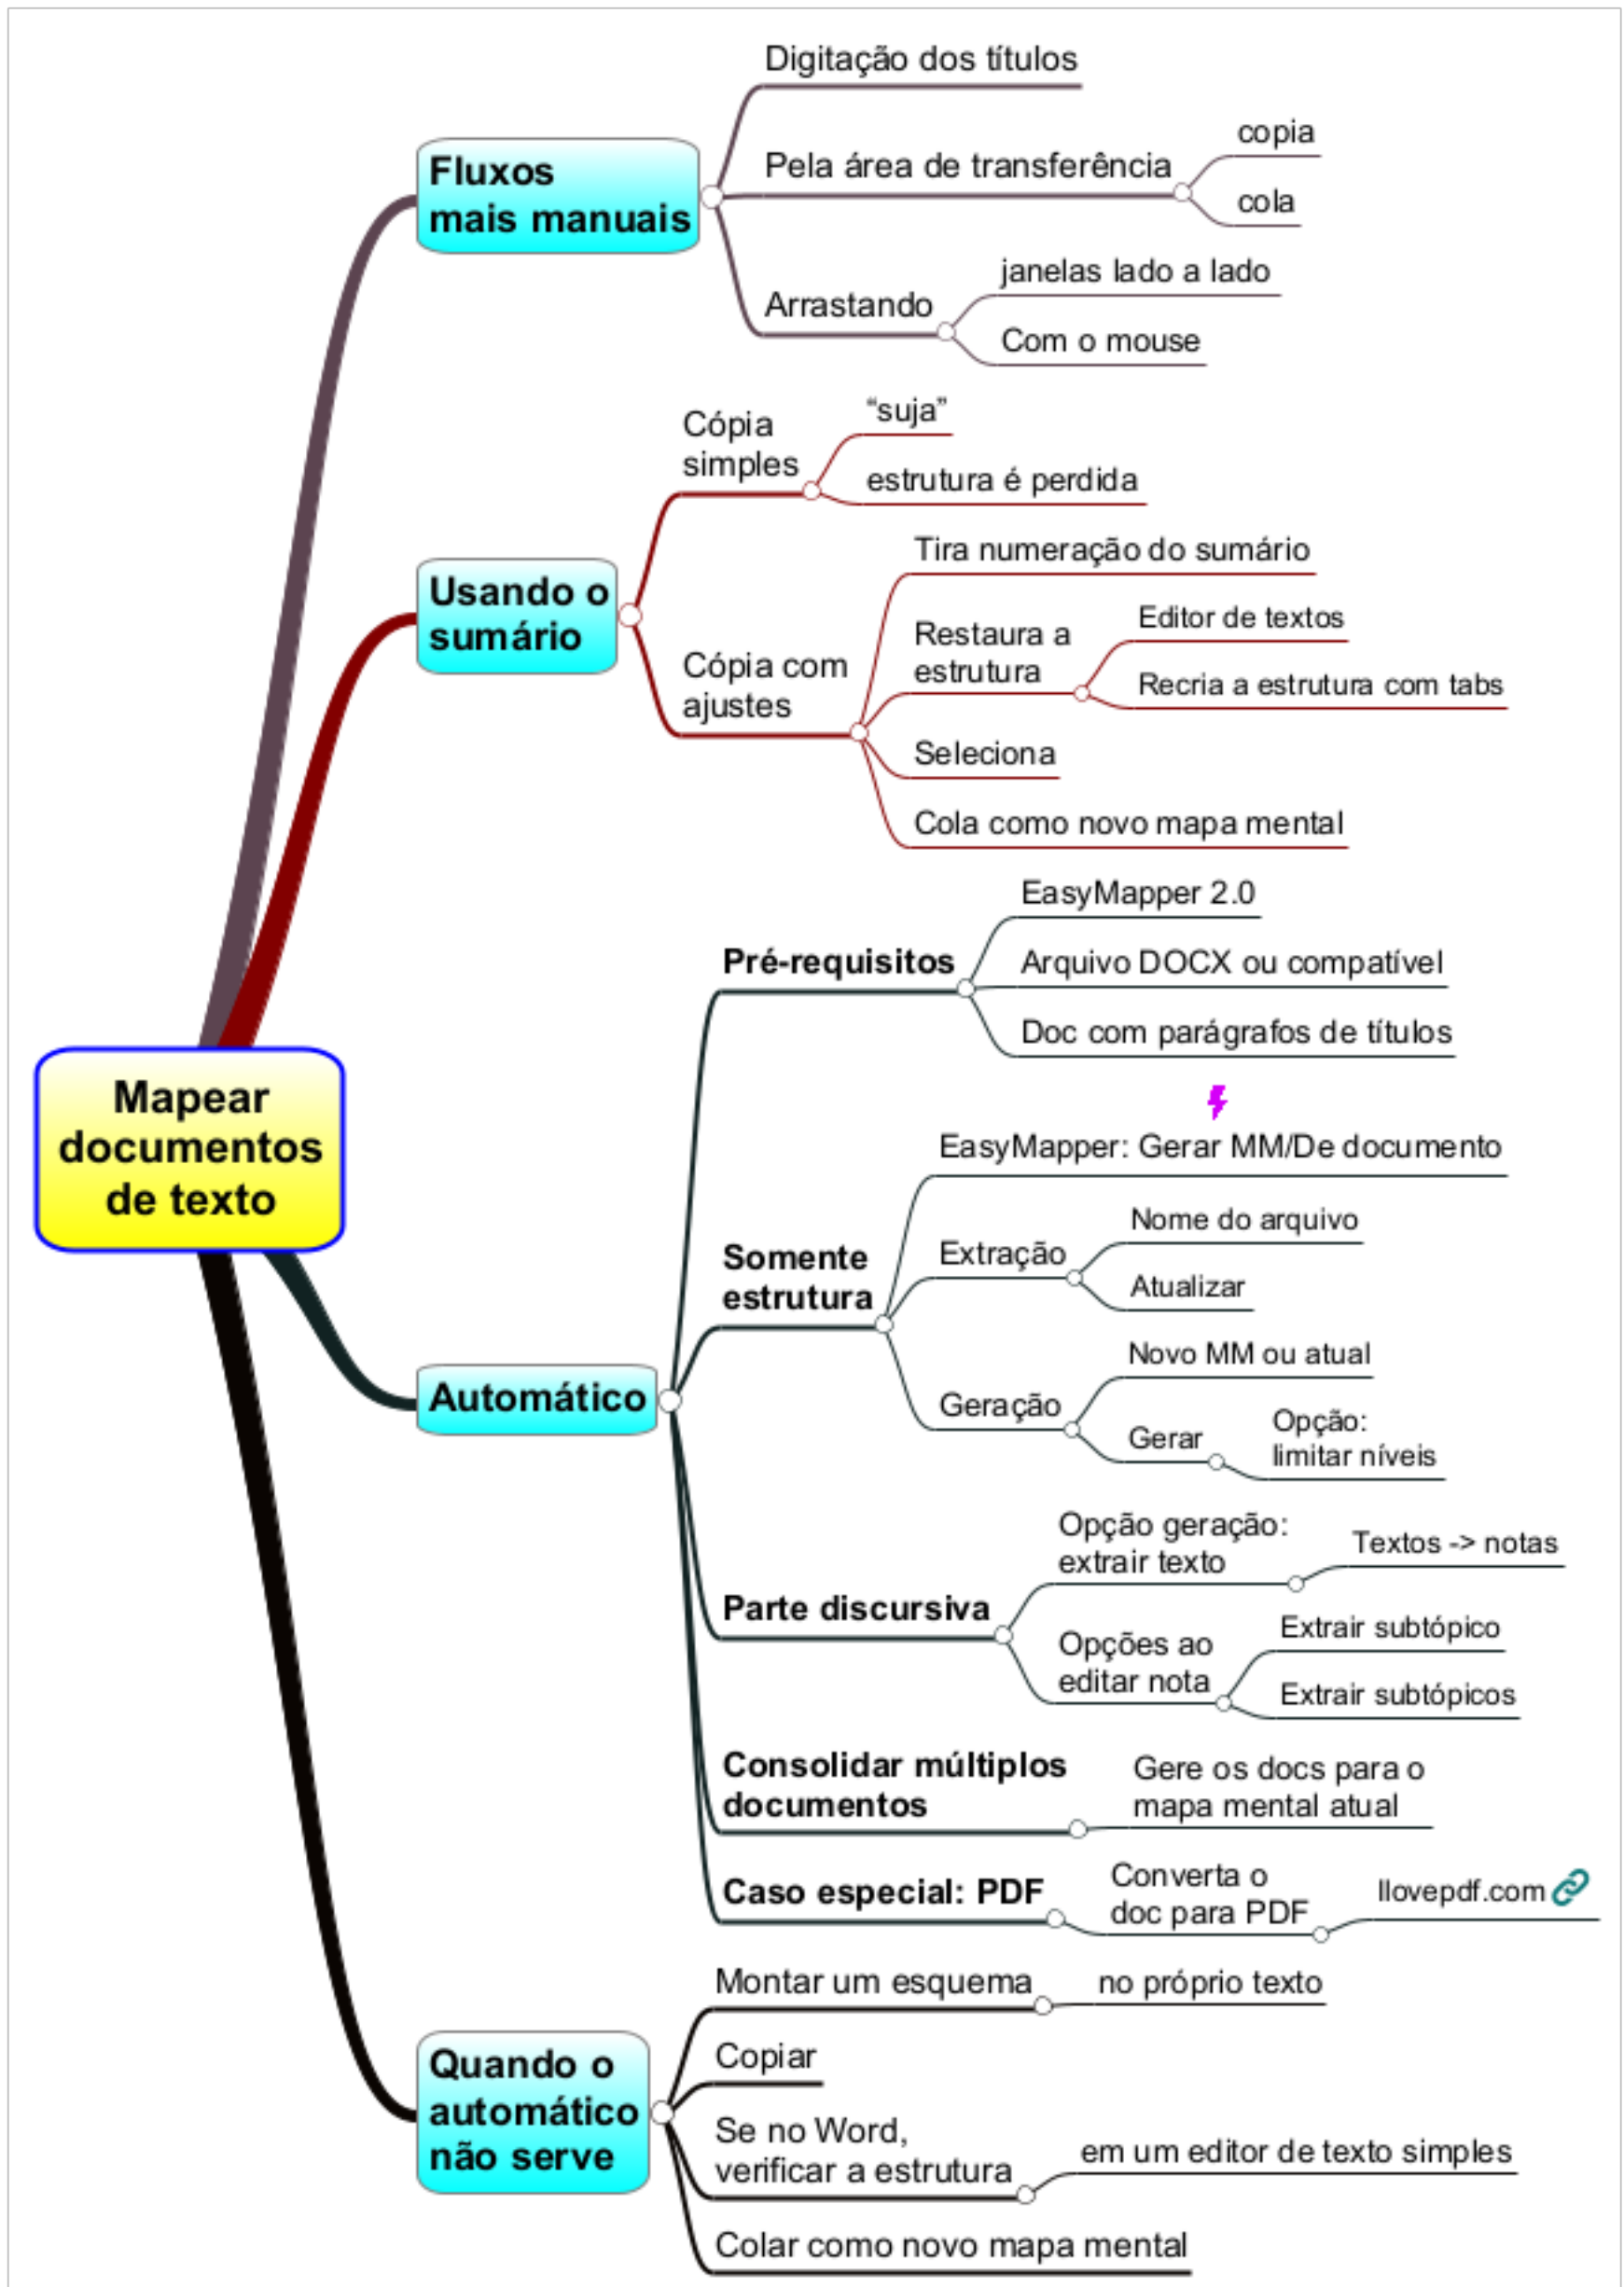 Digitação dos títulos
Fluxos
mais manuais
Pela área de transferência
copia
cola
Arrastando
janelas lado a lado
Com o mouse
Usando o
sumário
Cópia
simples
“suja”
estrutura é perdida
Cópia com
ajustes
Tira numeração do sumário
Restaura a
estrutura
Editor de textos
Recria a estrutura com tabs
Seleciona
Cola como novo mapa mental
Mapear
documentos
de texto
Automático
Pré-requisitos
EasyMapper 2.0
Arquivo DOCX ou compatível
Doc com parágrafos de títulos
Somente
estrutura
EasyMapper: Gerar MM/De documento
Extração
Nome do arquivo
Atualizar
Geração
Novo MM ou atual
Gerar
Opção:
limitar níveis
Parte discursiva
Opção geração:
extrair texto
Textos -> notas
Opções ao
editar nota
Extrair subtópico
Extrair subtópicos
Consolidar múltiplos
documentos
Gere os docs para o
mapa mental atual
Caso especial: PDF
Converta o
doc para PDF
Ilovepdf.com
Quando o
automático
não serve
Montar um esquema
no próprio texto
Copiar
Se no Word,
verificar a estrutura
em um editor de texto simples
Colar como novo mapa mental